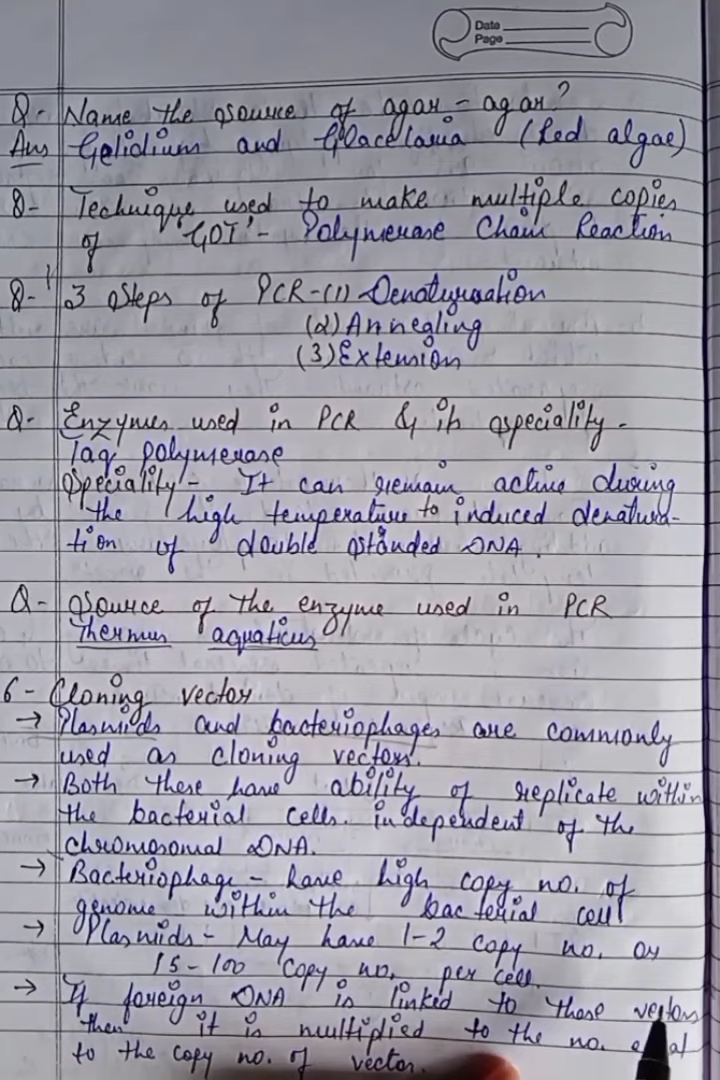 Date
Page
Q- Name the source of agar-agar?
Ans Gelidium and Glacelaria (Red algae)
Q- Technique used to make multiple copies
of 'GOI'- Polymerase Chain Reaction
Q- 3 Steps of PCR-(1) Denaturation
(2) Annegling
(3) Extension
Q- Enzymes used in PCR & its speciality-
Taq Polymerase
Speciality- It can remain active during
the high temperature to induced denatura-
tion of double standed DNA.
Q- Source of the enzyme used in PCR
Thermus aquaticus
6- Cloning vector
→ Plasmids and bacteriophages are commonly
used as cloning vectors.
→ Both these have ability of replicate within
the bacterial cells. independent of the
chromosomal DNA.
→ Bacteriophage - have high copy no. of
genome within the bacterial cell
→ Plasmids- May have 1-2 copy no. or
15-100 copy no. per cell.
→ If foreign DNA is linked to these vectors
then it is multiplied to the no.
to the copy no. of vector.